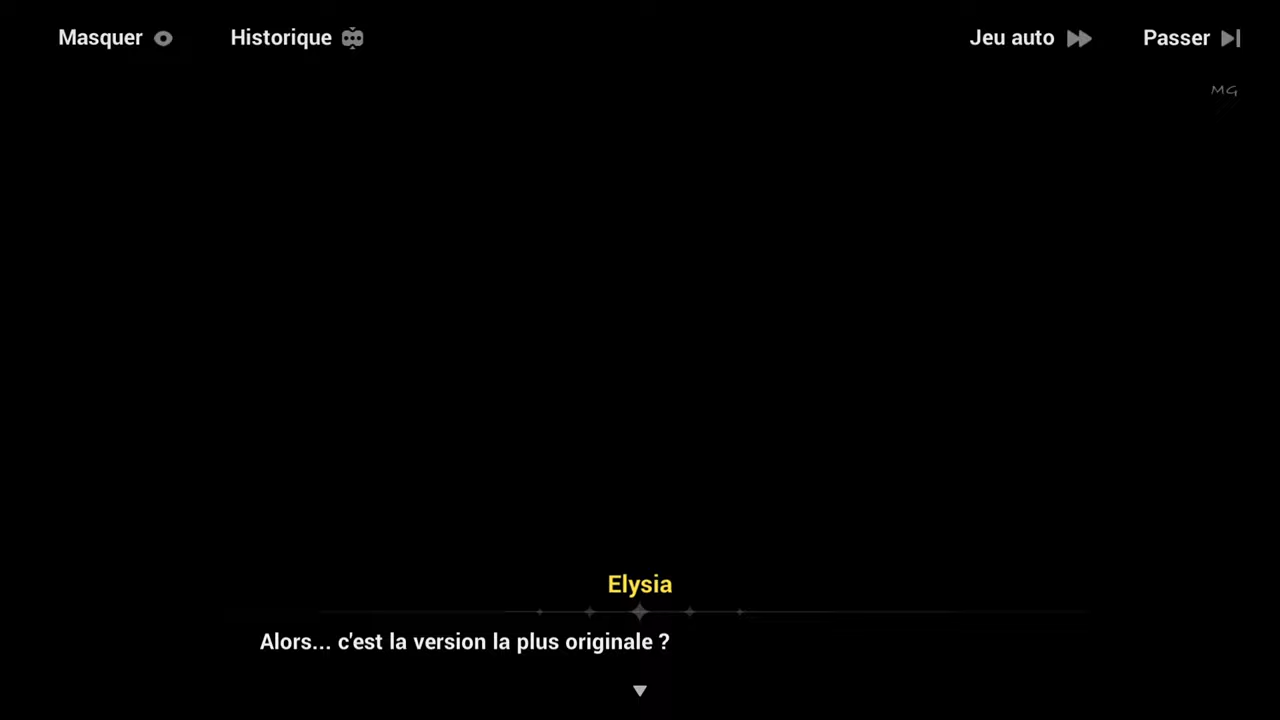 Masquer Historique Jeu auto Passer
MG
Elysia
Alors... c'est la version la plus originale ?